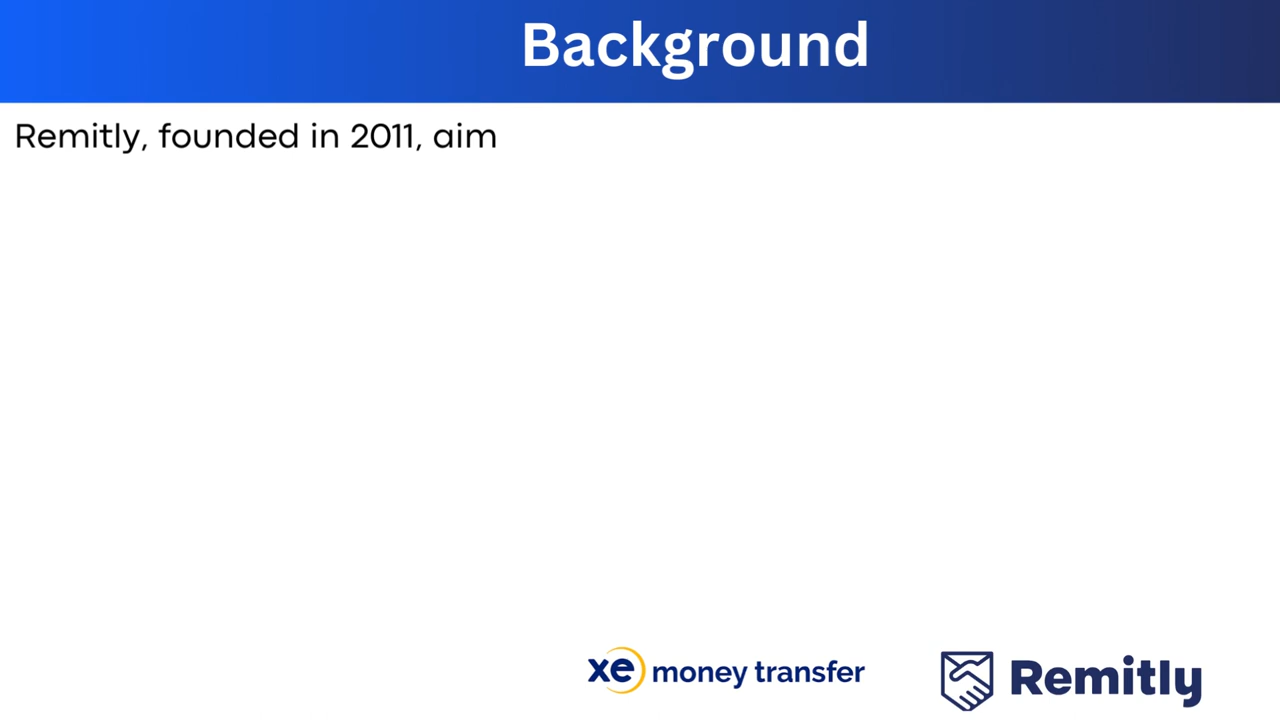 Background
Remitly, founded in 2011, aim
xe money transfer
Remitly